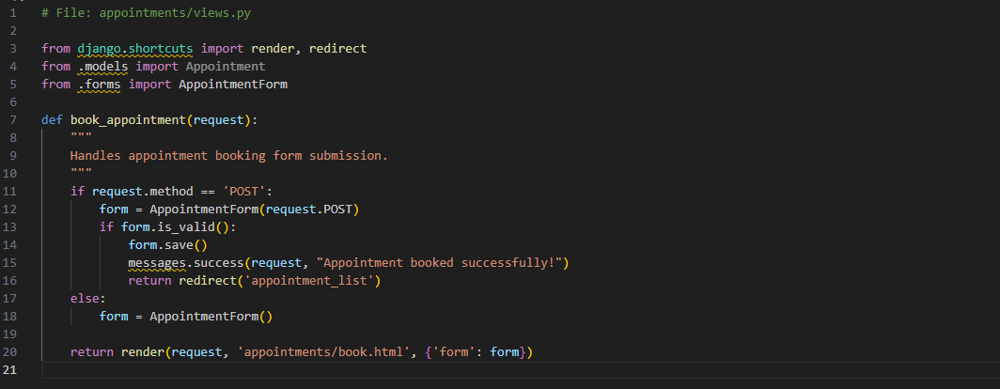 1 # File: appointments/views.py
2
3 from django.shortcuts import render, redirect
4 from .models import Appointment
5 from .forms import AppointmentForm
6
7 def book_appointment(request):
8     """
9     Handles appointment booking form submission.
10     """
11     if request.method == 'POST':
12         form = AppointmentForm(request.POST)
13         if form.is_valid():
14             form.save()
15             messages.success(request, "Appointment booked successfully!")
16             return redirect('appointment_list')
17     else:
18         form = AppointmentForm()
19
20     return render(request, 'appointments/book.html', {'form': form})
21